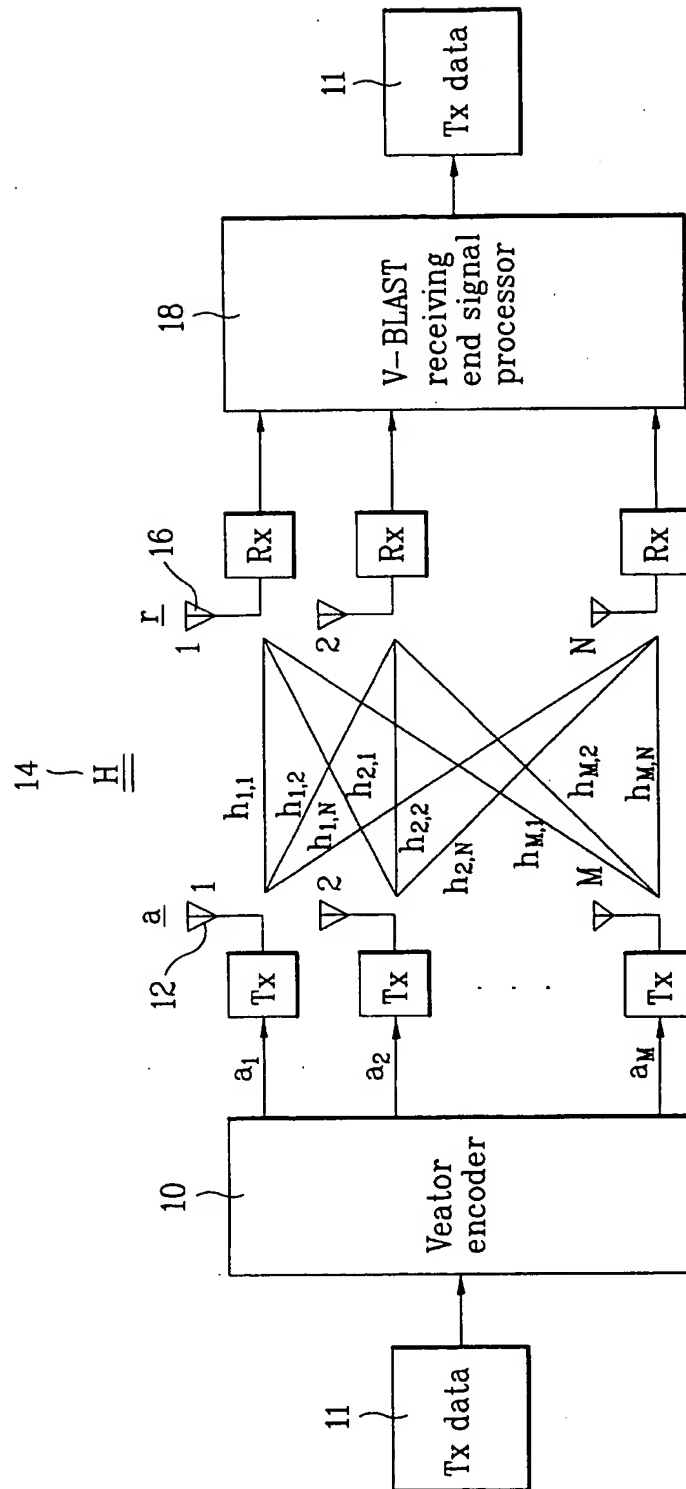 14
H
11
Tx data
10
Veator
encoder
a1
a2
aM
12
a
1
Tx
2
Tx
. . .
M
Tx
h1,1
h1,2
h1,N
h2,1
h2,2
h2,N
hM,1
hM,2
hM,N
r
16
1
Rx
2
Rx
N
Rx
18
V-BLAST
receiving
end signal
processor
11
Tx data